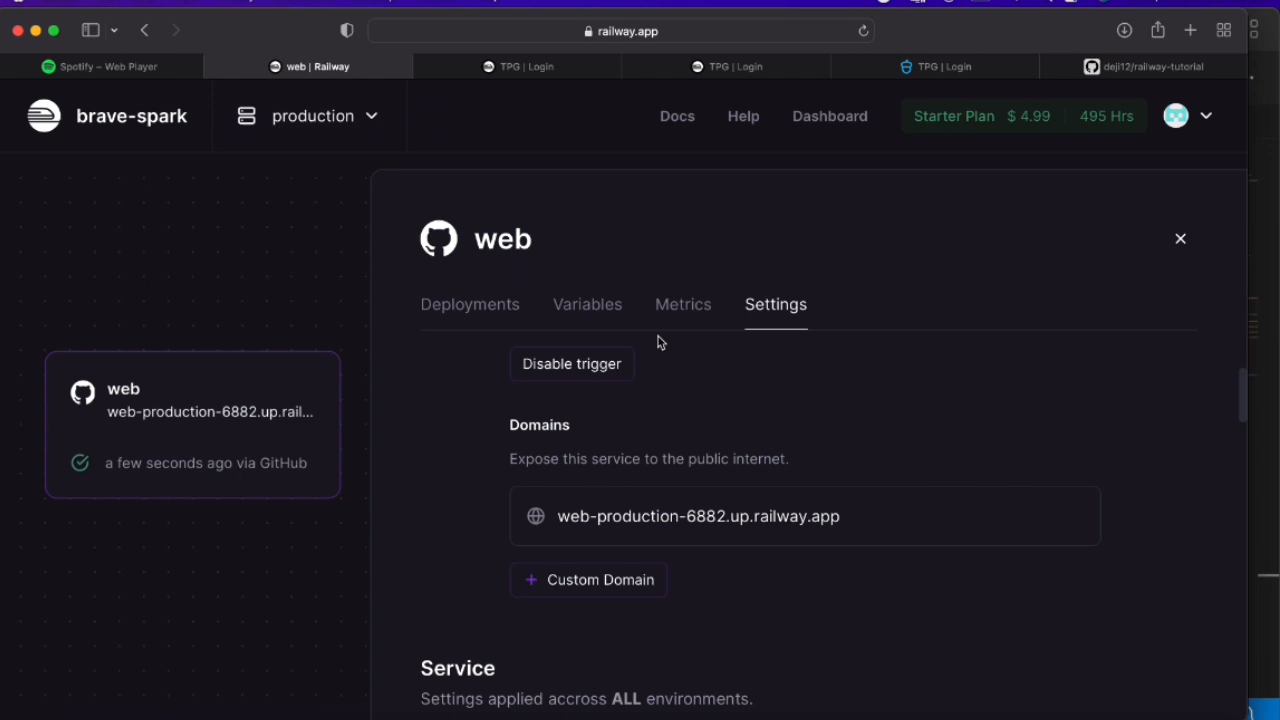 railway.app
Spotify – Web Player
web | Railway
TPG | Login
TPG | Login
TPG | Login
deji12/railway-tutorial
brave-spark
production
Docs
Help
Dashboard
Starter Plan $ 4.99 495 Hrs
web
Deployments
Variables
Metrics
Settings
Disable trigger
web
web-production-6882.up.rail...
a few seconds ago via GitHub
Domains
Expose this service to the public internet.
web-production-6882.up.railway.app
+ Custom Domain
Service
Settings applied accross ALL environments.